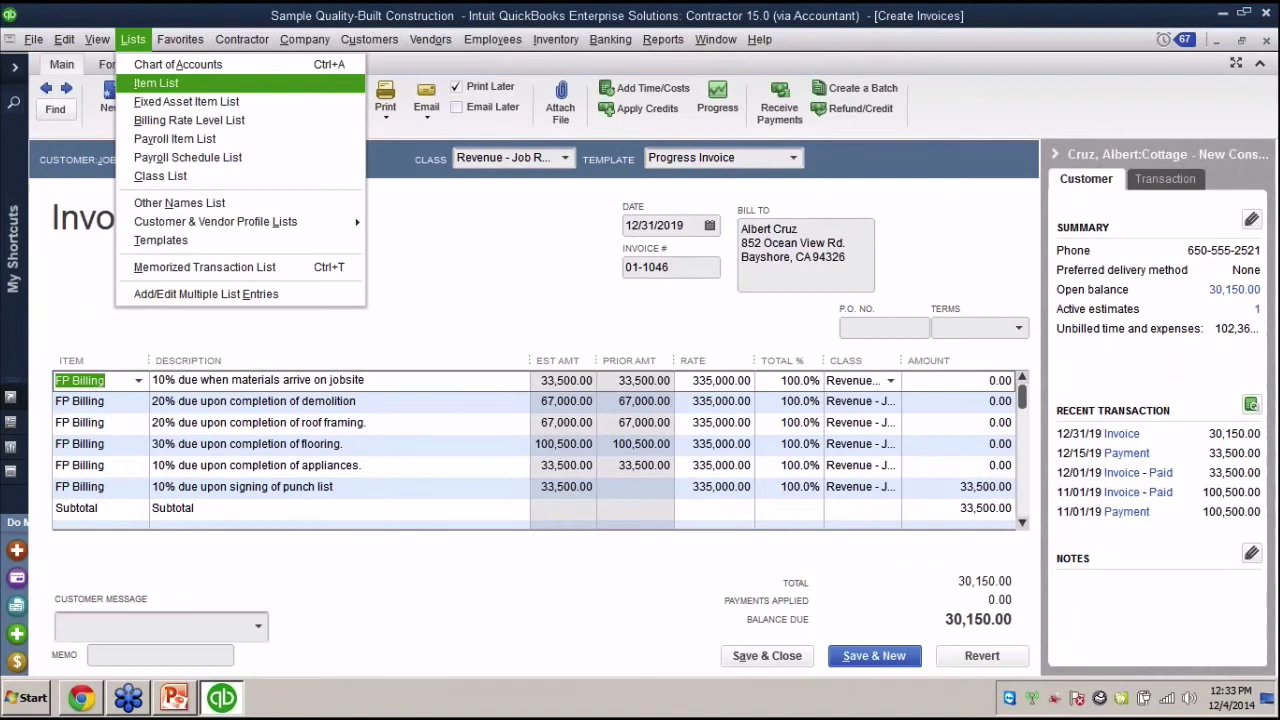 Sample Quality-Built Construction - Intuit QuickBooks Enterprise Solutions: Contractor 15.0 (via Accountant) - [Create Invoices]
File Edit View Lists Favorites Contractor Company Customers Vendors Employees Inventory Banking Reports Window Help 67
Main For
Find New
Print Email
Print Later
Email Later
Attach File
Add Time/Costs
Apply Credits
Progress
Receive Payments
Create a Batch
Refund/Credit
Chart of Accounts Ctrl+A
Item List
Fixed Asset Item List
Billing Rate Level List
Payroll Item List
Payroll Schedule List
Class List
Other Names List
Customer & Vendor Profile Lists
Templates
Memorized Transaction List Ctrl+T
Add/Edit Multiple List Entries
My Shortcuts
Do M
CUSTOMER:JOB CLASS Revenue - Job R... TEMPLATE Progress Invoice
Invo
DATE
12/31/2019
INVOICE #
01-1046
BILL TO
Albert Cruz
852 Ocean View Rd.
Bayshore, CA 94326
P.O. NO. TERMS
ITEM DESCRIPTION EST AMT PRIOR AMT RATE TOTAL % CLASS AMOUNT
FP Billing 10% due when materials arrive on jobsite 33,500.00 33,500.00 335,000.00 100.0% Revenue... 0.00
FP Billing 20% due upon completion of demolition 67,000.00 67,000.00 335,000.00 100.0% Revenue - J... 0.00
FP Billing 20% due upon completion of roof framing. 67,000.00 67,000.00 335,000.00 100.0% Revenue - J... 0.00
FP Billing 30% due upon completion of flooring. 100,500.00 100,500.00 335,000.00 100.0% Revenue - J... 0.00
FP Billing 10% due upon completion of appliances. 33,500.00 33,500.00 335,000.00 100.0% Revenue - J... 0.00
FP Billing 10% due upon signing of punch list 33,500.00 335,000.00 100.0% Revenue - J... 33,500.00
Subtotal Subtotal 33,500.00
TOTAL 30,150.00
PAYMENTS APPLIED 0.00
BALANCE DUE 30,150.00
CUSTOMER MESSAGE
MEMO
Save & Close Save & New Revert
Cruz, Albert:Cottage - New Cons...
Customer Transaction
SUMMARY
Phone 650-555-2521
Preferred delivery method None
Open balance 30,150.00
Active estimates 1
Unbilled time and expenses: 102,36...
RECENT TRANSACTION
12/31/19 Invoice 30,150.00
12/15/19 Payment 33,500.00
12/01/19 Invoice - Paid 33,500.00
11/01/19 Invoice - Paid 100,500.00
11/01/19 Payment 100,500.00
NOTES
Start
12:33 PM
12/4/2014